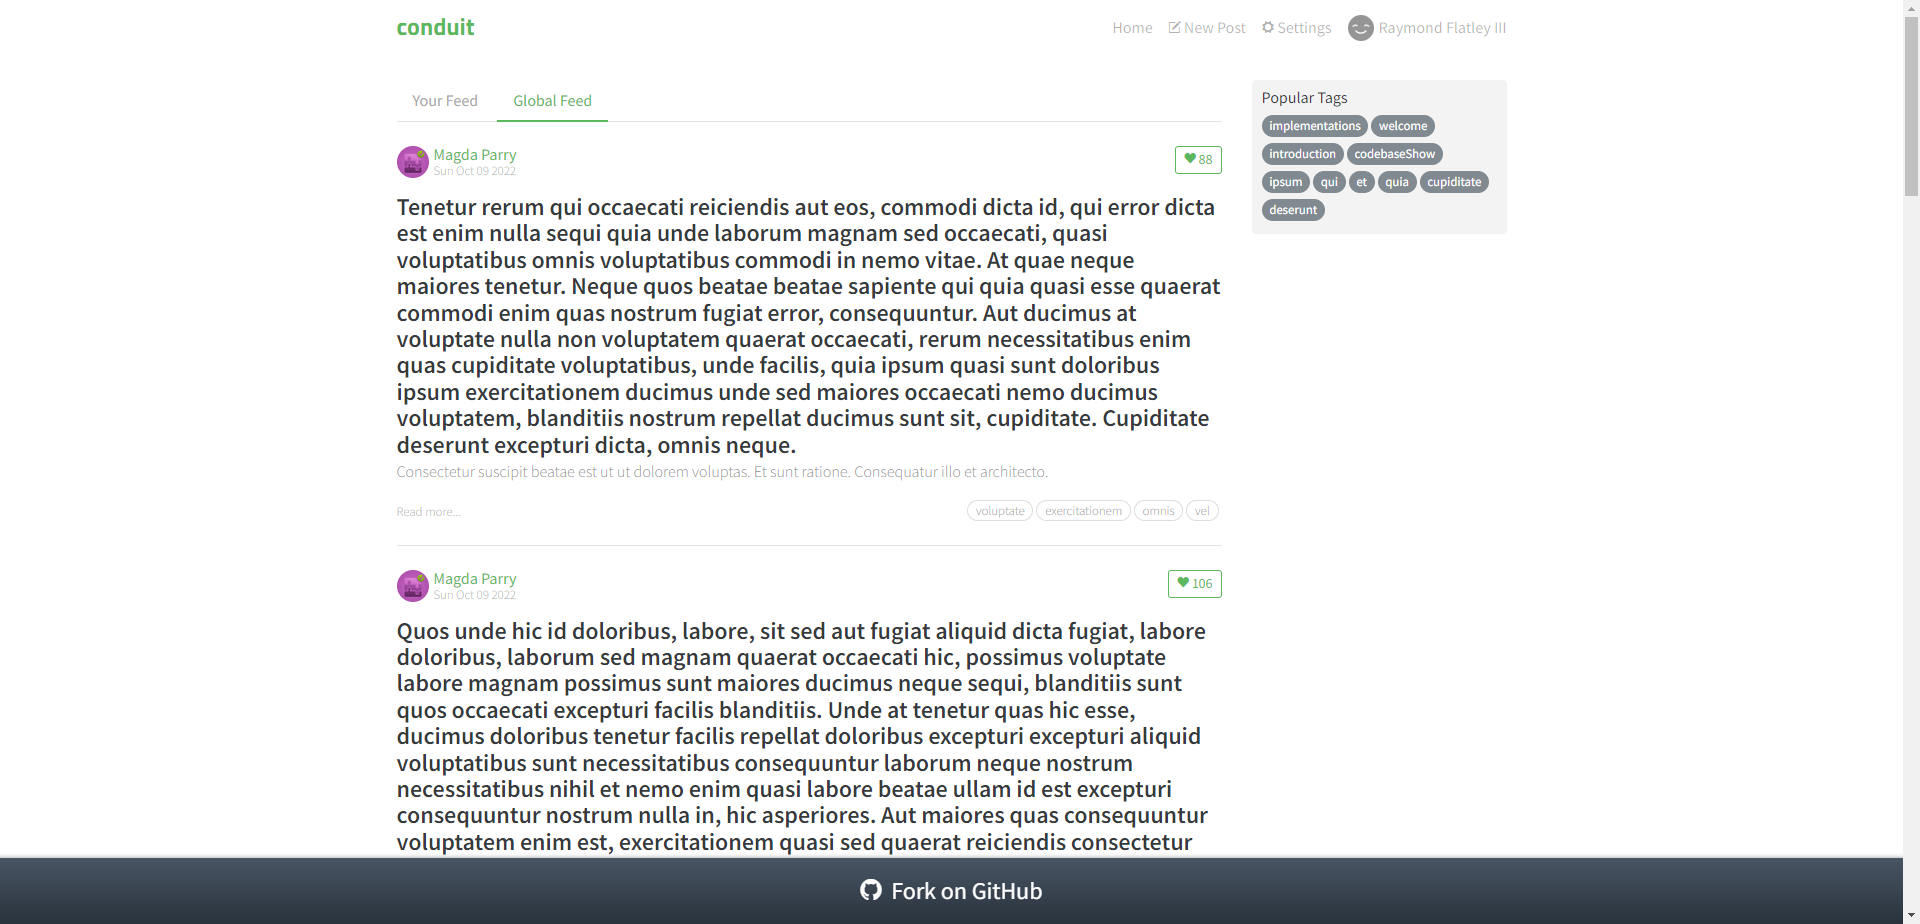 conduit
Home New Post Settings Raymond Flatley III
Your Feed Global Feed
Popular Tags
implementations welcome
introduction codebaseShow
ipsum qui et quia cupiditate
deserunt
Magda Parry
Sun Oct 09 2022
88
Tenetur rerum qui occaecati reiciendis aut eos, commodi dicta id, qui error dicta
est enim nulla sequi quia unde laborum magnam sed occaecati, quasi
voluptatibus omnis voluptatibus commodi in nemo vitae. At quae neque
maiores tenetur. Neque quos beatae beatae sapiente qui quia quasi esse quaerat
commodi enim quas nostrum fugiat error, consequuntur. Aut ducimus at
voluptate nulla non voluptatem quaerat occaecati, rerum necessitatibus enim
quas cupiditate voluptatibus, unde facilis, quia ipsum quasi sunt doloribus
ipsum exercitationem ducimus unde sed maiores occaecati nemo ducimus
voluptatem, blanditiis nostrum repellat ducimus sunt sit, cupiditate. Cupiditate
deserunt excepturi dicta, omnis neque.
Consectetur suscipit beatae est ut ut dolorem voluptas. Et sunt ratione. Consequatur illo et architecto.
Read more...
voluptate exercitationem omnis vel
Magda Parry
Sun Oct 09 2022
106
Quos unde hic id doloribus, labore, sit sed aut fugiat aliquid dicta fugiat, labore
doloribus, laborum sed magnam quaerat occaecati hic, possimus voluptate
labore magnam possimus sunt maiores ducimus neque sequi, blanditiis sunt
quos occaecati excepturi facilis blanditiis. Unde at tenetur quas hic esse,
ducimus doloribus tenetur facilis repellat doloribus excepturi excepturi aliquid
voluptatibus sunt necessitatibus consequuntur laborum neque nostrum
necessitatibus nihil et nemo enim quasi labore beatae ullam id est excepturi
consequuntur nostrum nulla in, hic asperiores. Aut maiores quas consequuntur
voluptatem enim est, exercitationem quasi sed quaerat reiciendis consectetur
Fork on GitHub